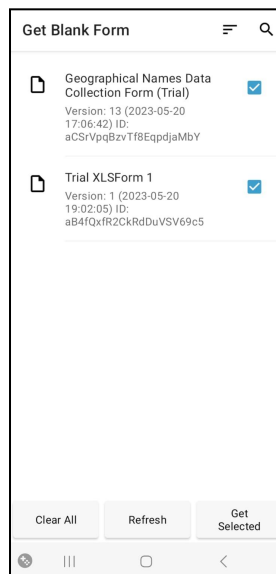 Get Blank Form
Geographical Names Data
Collection Form (Trial)
Version: 13 (2023-05-20
17:06:42) ID:
aCSrVpqBzvTf8EqpdjaMbY
Trial XLSForm 1
Version: 1 (2023-05-20
19:02:05) ID:
aB4fQxfR2CkRdDuVSV69c5
Clear All
Refresh
Get
Selected